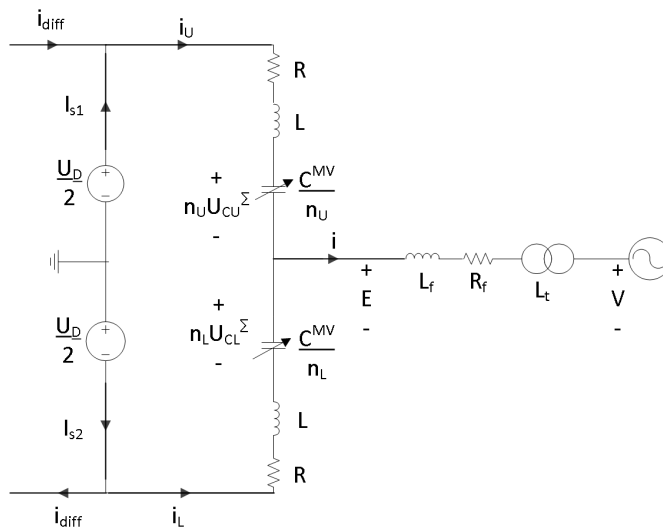 i_diff
i_U
R
I_s1
L
U_D
2
+
-
+
n_U U_CU^Σ
-
C^MV
n_U
i
+
E
-
L_f
R_f
L_t
+
V
-
U_D
2
+
-
+
n_L U_CL^Σ
-
C^MV
n_L
I_s2
L
R
i_diff
i_L